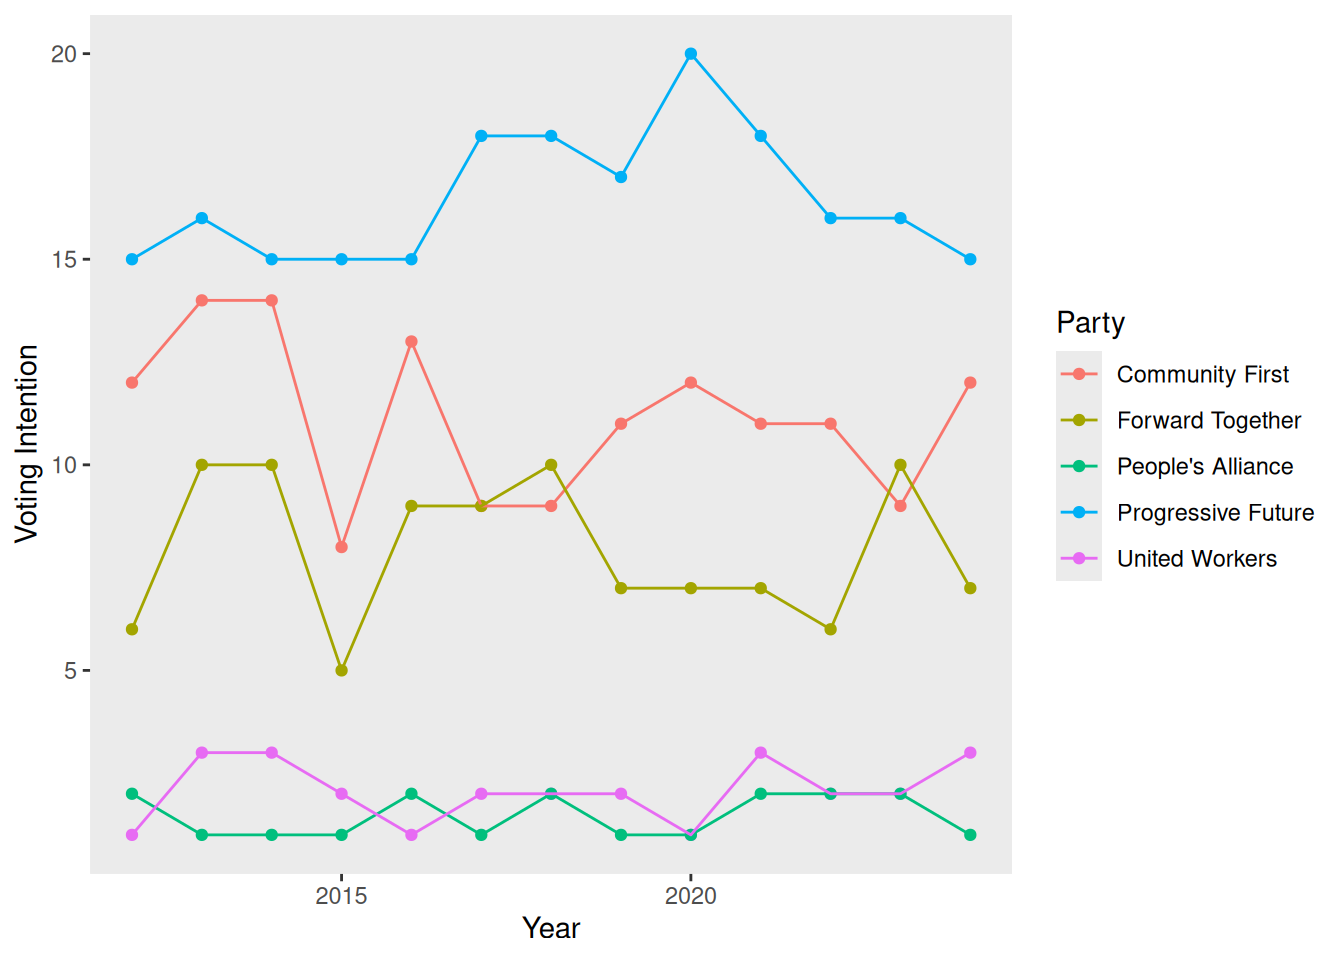 20
15
10
5
Voting Intention
2015
2020
Year
Party
Community First
Forward Together
People's Alliance
Progressive Future
United Workers